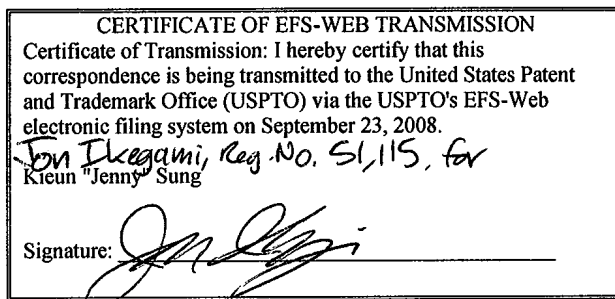 CERTIFICATE OF EFS-WEB TRANSMISSION
Certificate of Transmission: I hereby certify that this
correspondence is being transmitted to the United States Patent
and Trademark Office (USPTO) via the USPTO's EFS-Web
electronic filing system on September 23, 2008.
Jon Ikegami, Reg. No. 51,115, for
Kieun "Jenny" Sung
Signature: